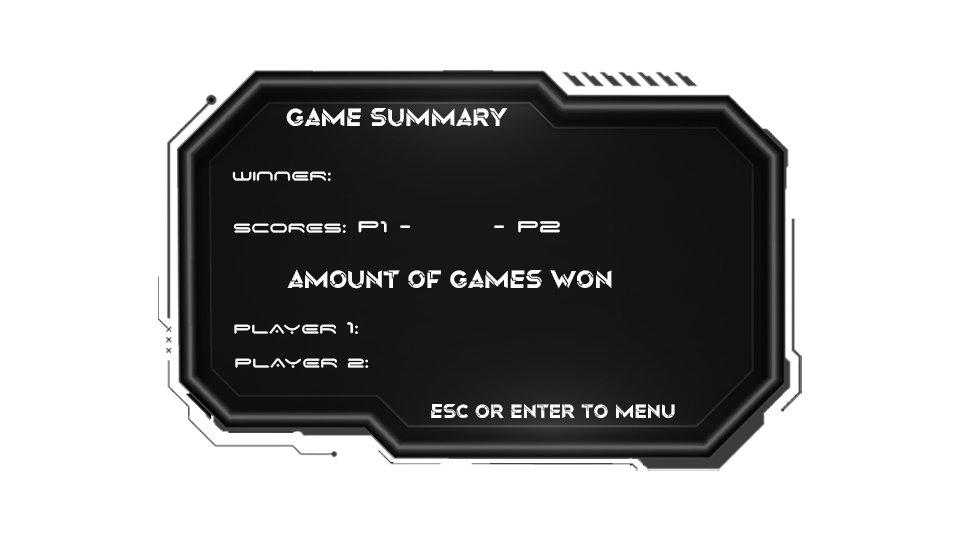 GAME SUMMARY
WINNER:
SCORES: P1 - - P2
AMOUNT OF GAMES WON
PLAYER 1:
PLAYER 2:
ESC OR ENTER TO MENU